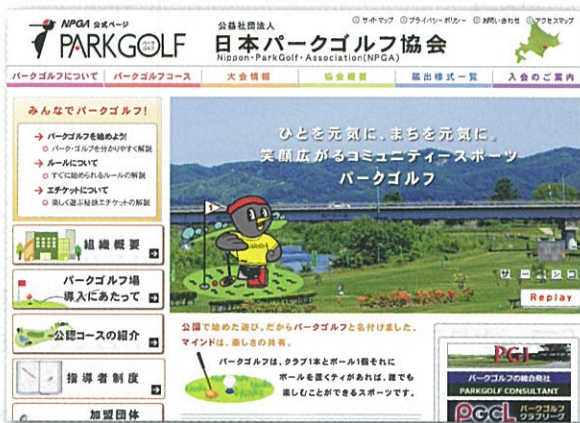 NPGA 公式ページ
PARKGOLF
パークゴルフ
公益社団法人
日本パークゴルフ協会
Nippon・ParkGolf・Association(NPGA)
サイトマップ
プライバシーポリシー
お問い合わせ
アクセスマップ
パークゴルフについて
パークゴルフコース
大会情報
協会概要
届出様式一覧
入会のご案内
みんなでパークゴルフ!
パークゴルフを始めよう!
パーク・ゴルフを分かりやすく解説
ルールについて
すぐに始められるルールの解説
エチケットについて
楽しく遊ぶ秘訣エチケットの解説
組織概要
パークゴルフ場
導入にあたって
公認コースの紹介
指導者制度
加盟団体
ひとを元気に、まちを元気に。
笑顔広がるコミュニティースポーツ
パークゴルフ
1
Replay
公園で始めた遊び、だからパークゴルフと名付けました。
マインドは、楽しさの共有。
パークゴルフは、クラブ1本とボール1個それに
ボールを置くティがあれば、誰でも
楽しむことができるスポーツです。
PGI
パークゴルフの総合商社
PARKGOLF CONSULTANT
PGCL パークゴルフ
クラブリーグ